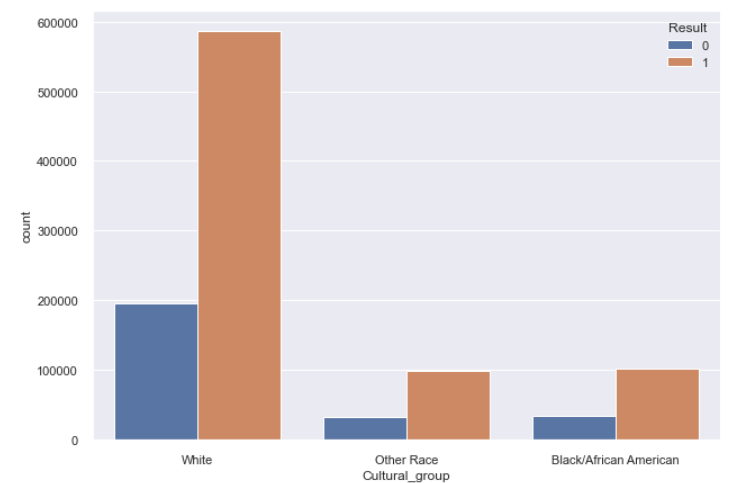 600000
500000
400000
300000
200000
100000
0
count
Result
0
1
White
Other Race
Black/African American
Cultural_group